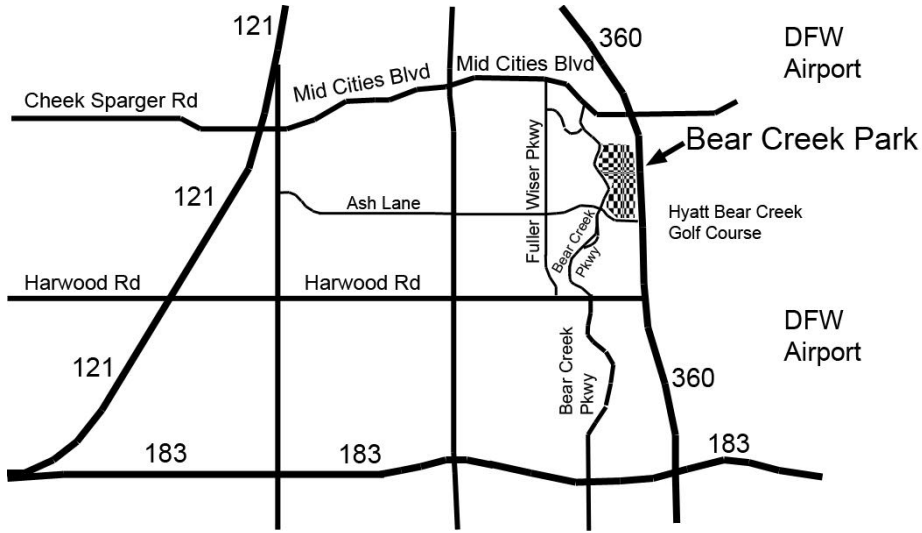 121
360
DFW
Airport
Mid Cities Blvd
Mid Cities Blvd
Cheek Sparger Rd
Bear Creek Park
Fuller Wiser Pkwy
121
Ash Lane
Hyatt Bear Creek
Golf Course
Bear Creek
Pkwy
Harwood Rd
Harwood Rd
DFW
Airport
121
Bear Creek
Pkwy
360
183
183
183